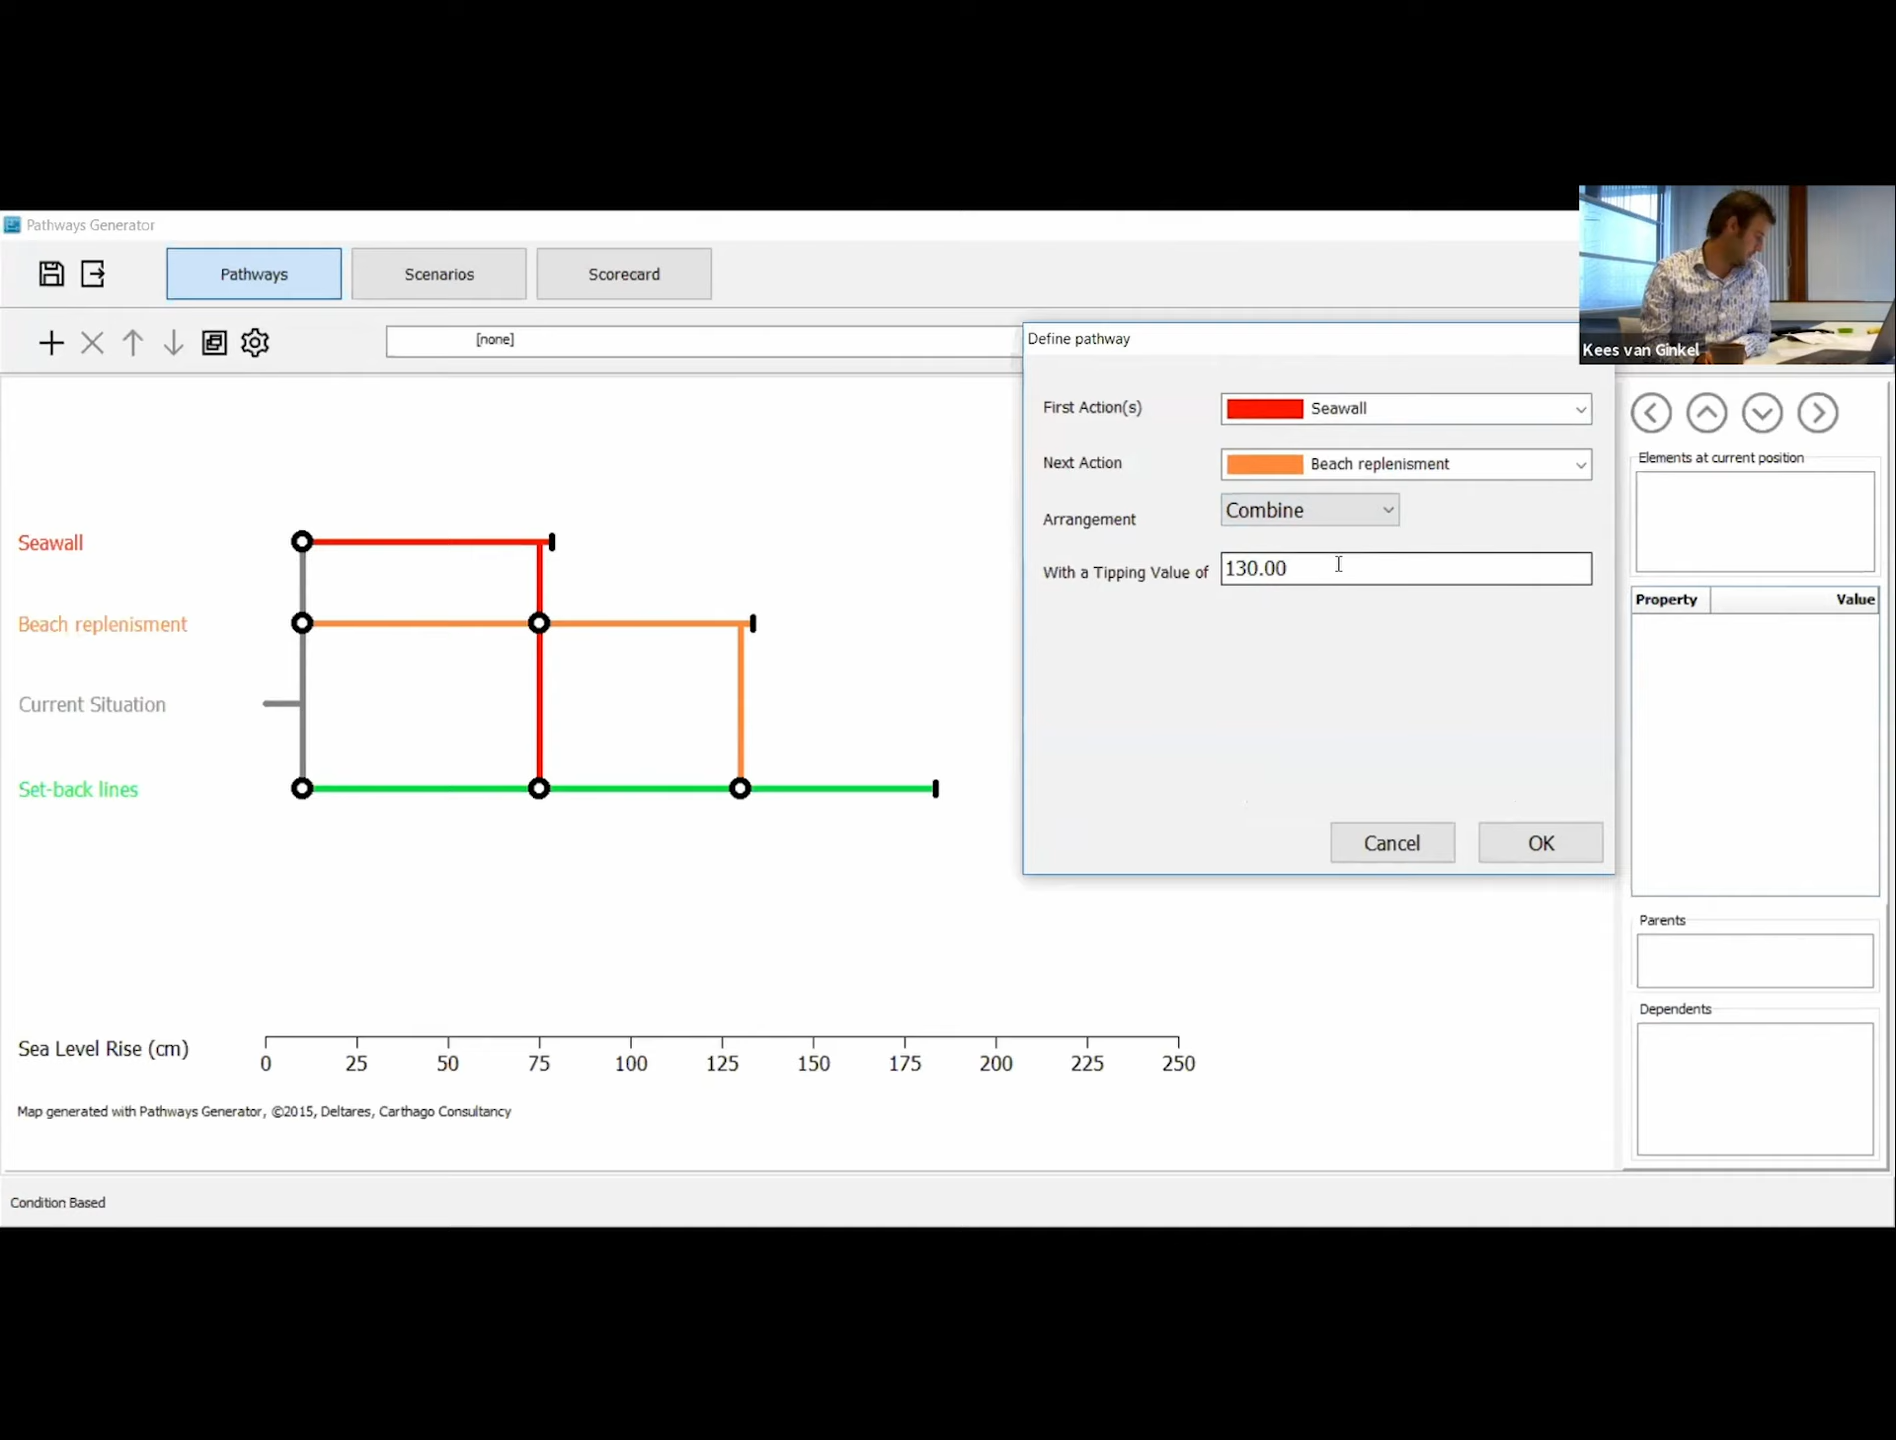 Pathways Generator
Pathways
Scenarios
Scorecard
[none]
Kees van Ginkel
Define pathway
First Action(s)
Seawall
Next Action
Beach replenisment
Arrangement
Combine
With a Tipping Value of
130.00
Cancel
OK
Elements at current position
Property
Value
Parents
Dependents
Seawall
Beach replenisment
Current Situation
Set-back lines
Sea Level Rise (cm)
0 25 50 75 100 125 150 175 200 225 250
Map generated with Pathways Generator, ©2015, Deltares, Carthago Consultancy
Condition Based